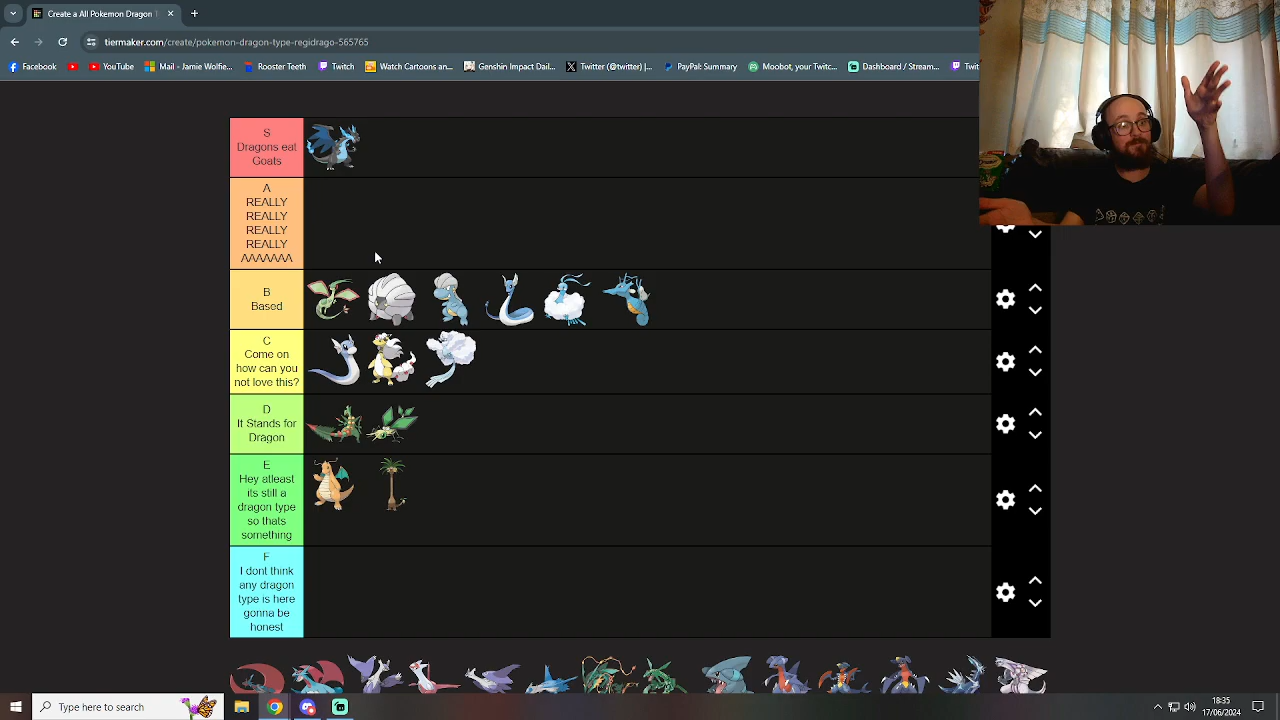 Create a All Pokemon Dragon T
tiermaker.com/create/pokemon-dragon-type-regidrago-565765
Facebook
YouTube
Mail - Jamie Wolfie...
Rooster Teeth
Twitch
Watch Cartoons an...
Genshin Impact Dail...
Twitter (@twitter) |...
PayPal Summary
Mods for your Twitc...
Dashboard / Stream...
Twit
S
Dragons eat
Goats
A
REALLY
REALLY
REALLY
REALLY
AAAAAAA
B
Based
C
Come on
how can you
not love this?
D
It Stands for
Dragon
E
Hey atleast
its still a
dragon type
so thats
something
F
I dont think
any dragon
type is here
gonna be
honest
Type here to search
18:35
17/06/2024